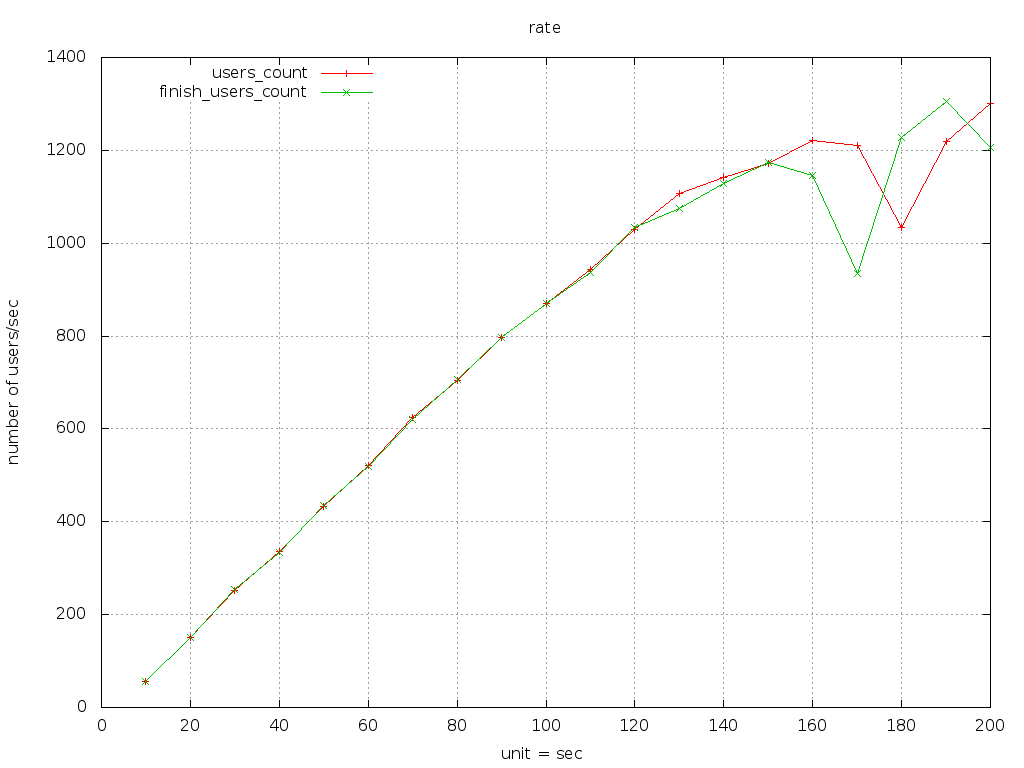 rate
1400
1200
1000
800
600
400
200
0
users_count
finish_users_count
number of users/sec
0 20 40 60 80 100 120 140 160 180 200
unit = sec